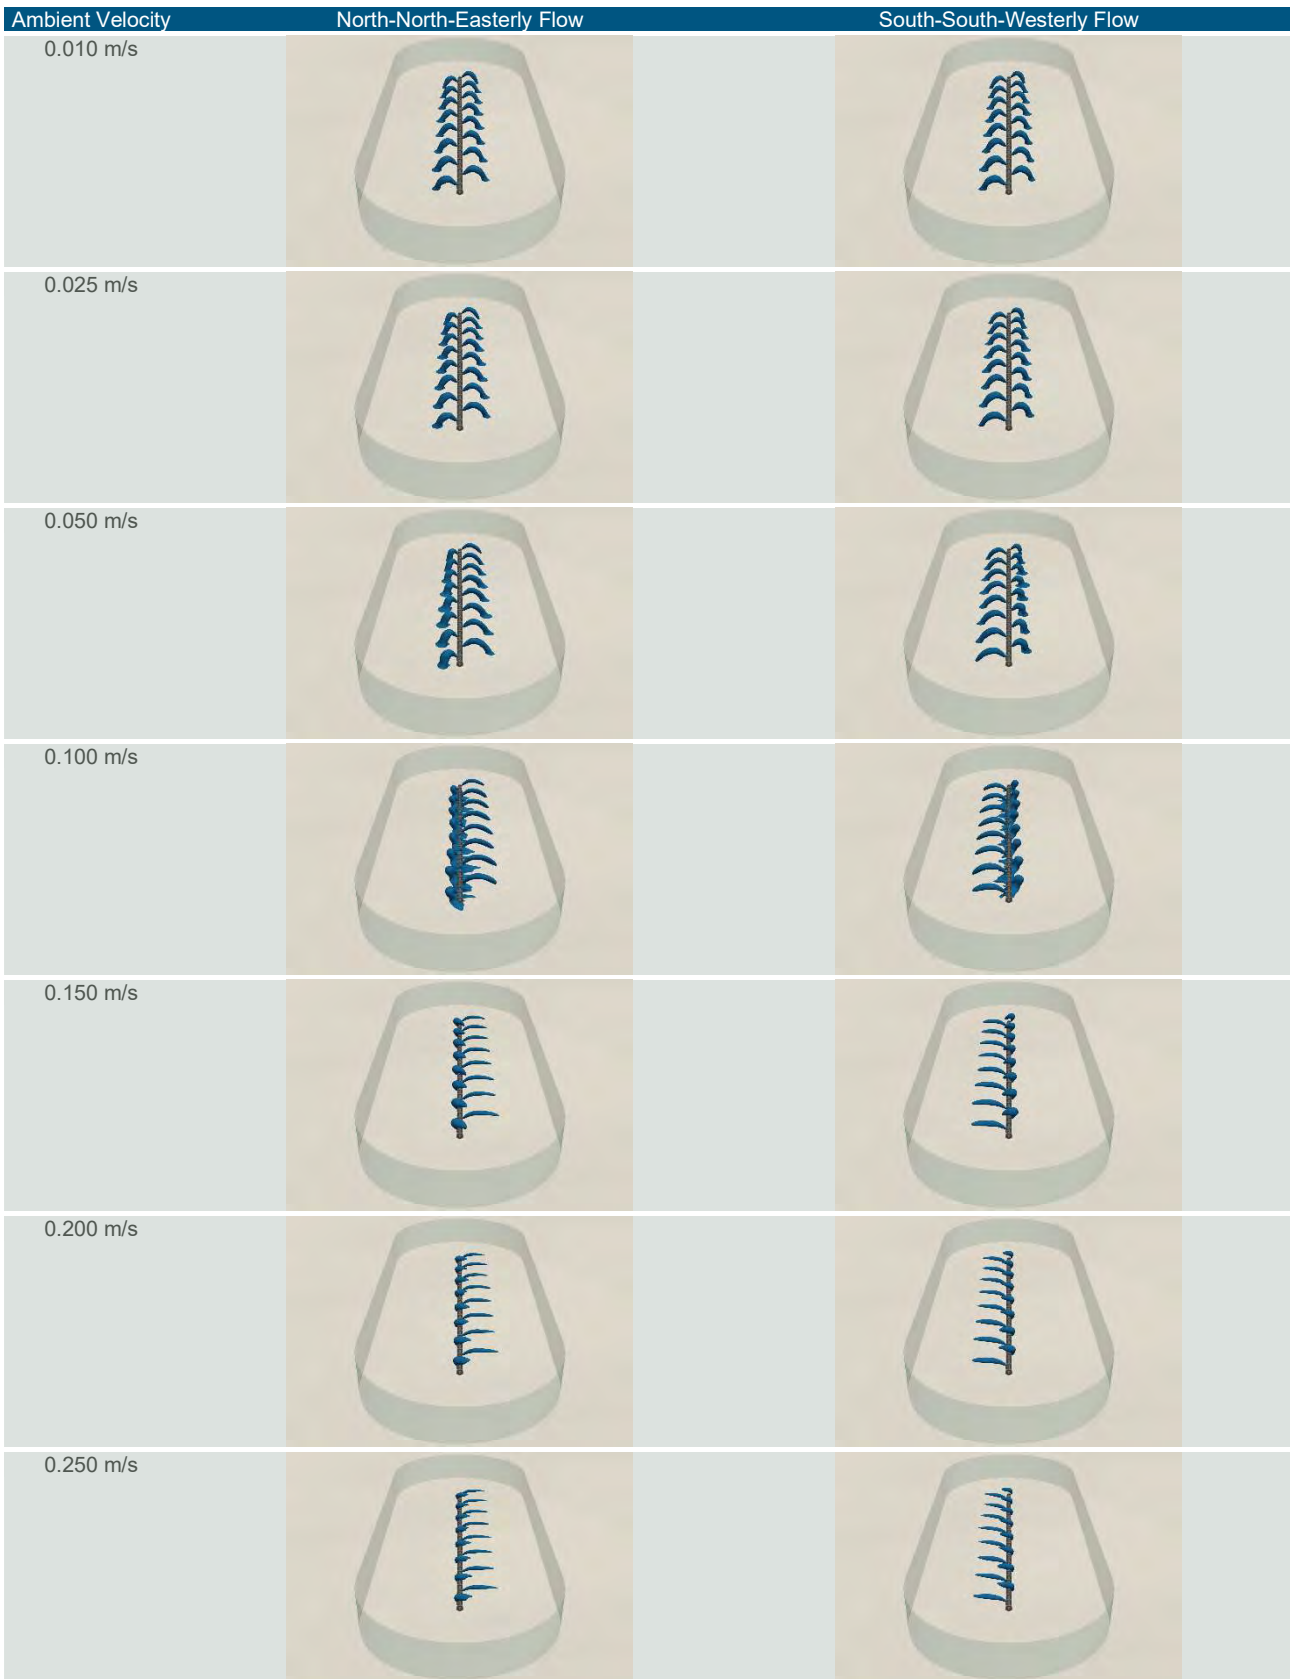 Ambient Velocity North-North-Easterly Flow South-South-Westerly Flow
0.010 m/s
0.025 m/s
0.050 m/s
0.100 m/s
0.150 m/s
0.200 m/s
0.250 m/s